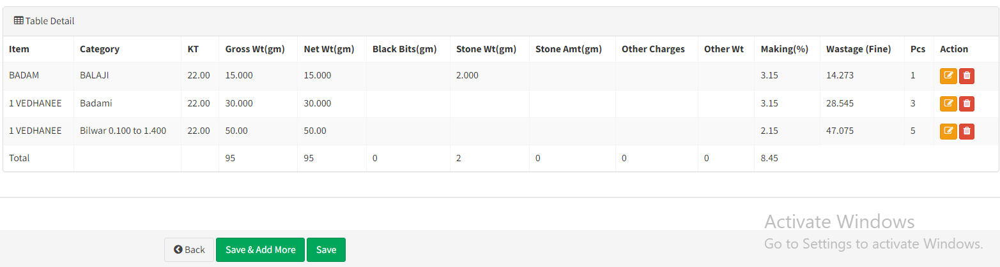 Table Detail
Item Category KT Gross Wt(gm) Net Wt(gm) Black Bits(gm) Stone Wt(gm) Stone Amt(gm) Other Charges Other Wt Making(%) Wastage (Fine) Pcs Action
BADAM BALAJI 22.00 15.000 15.000 2.000 3.15 14.273 1
1 VEDHANEE Badami 22.00 30.000 30.000 3.15 28.545 3
1 VEDHANEE Bilwar 0.100 to 1.400 22.00 50.00 50.00 2.15 47.075 5
Total 95 95 0 2 0 0 0 8.45
Activate Windows
Go to Settings to activate Windows.
Back Save & Add More Save